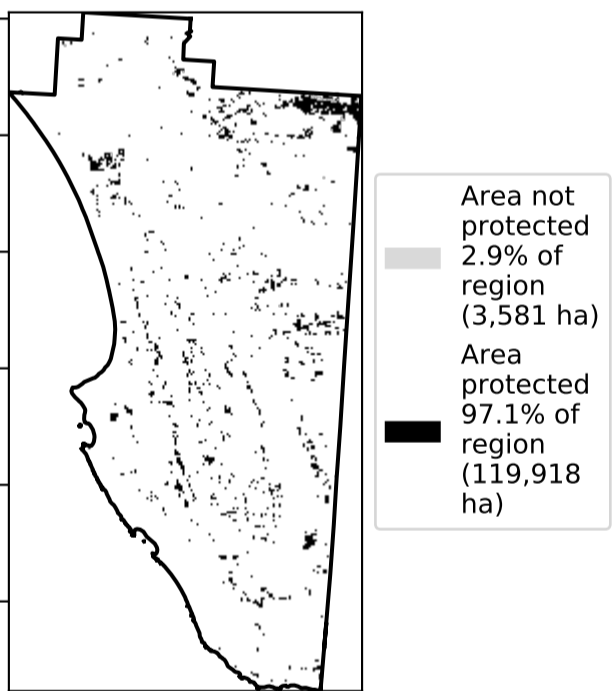 Area not
protected
2.9% of
region
(3,581 ha)
Area
protected
97.1% of
region
(119,918
ha)